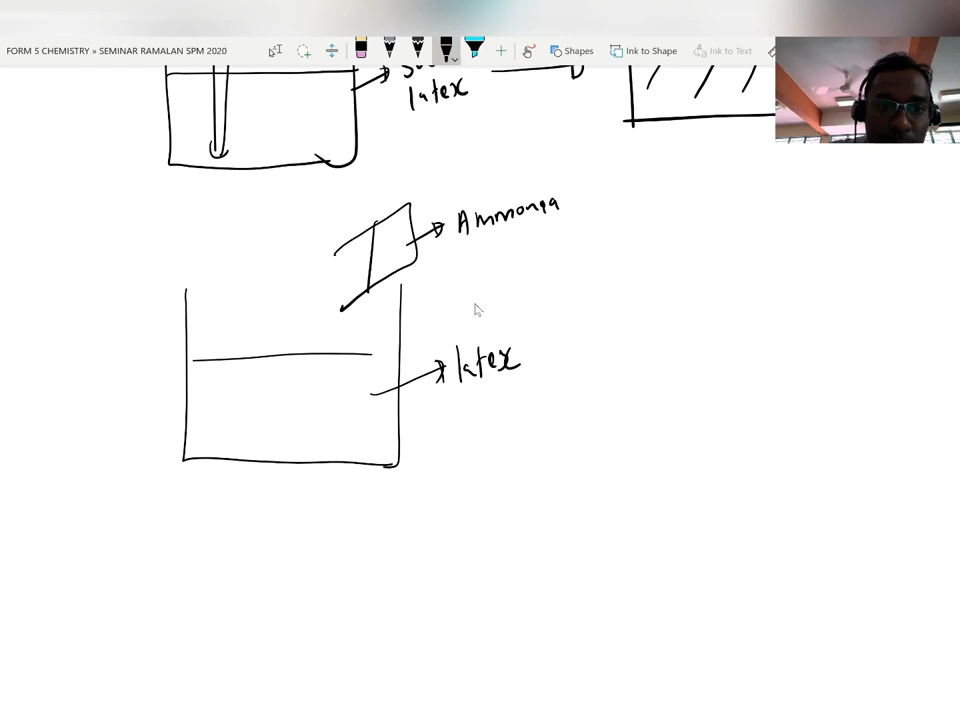 FORM 5 CHEMISTRY » SEMINAR RAMALAN SPM 2020
Shapes
Ink to Shape
Ink to Text
latex
Ammonia
latex